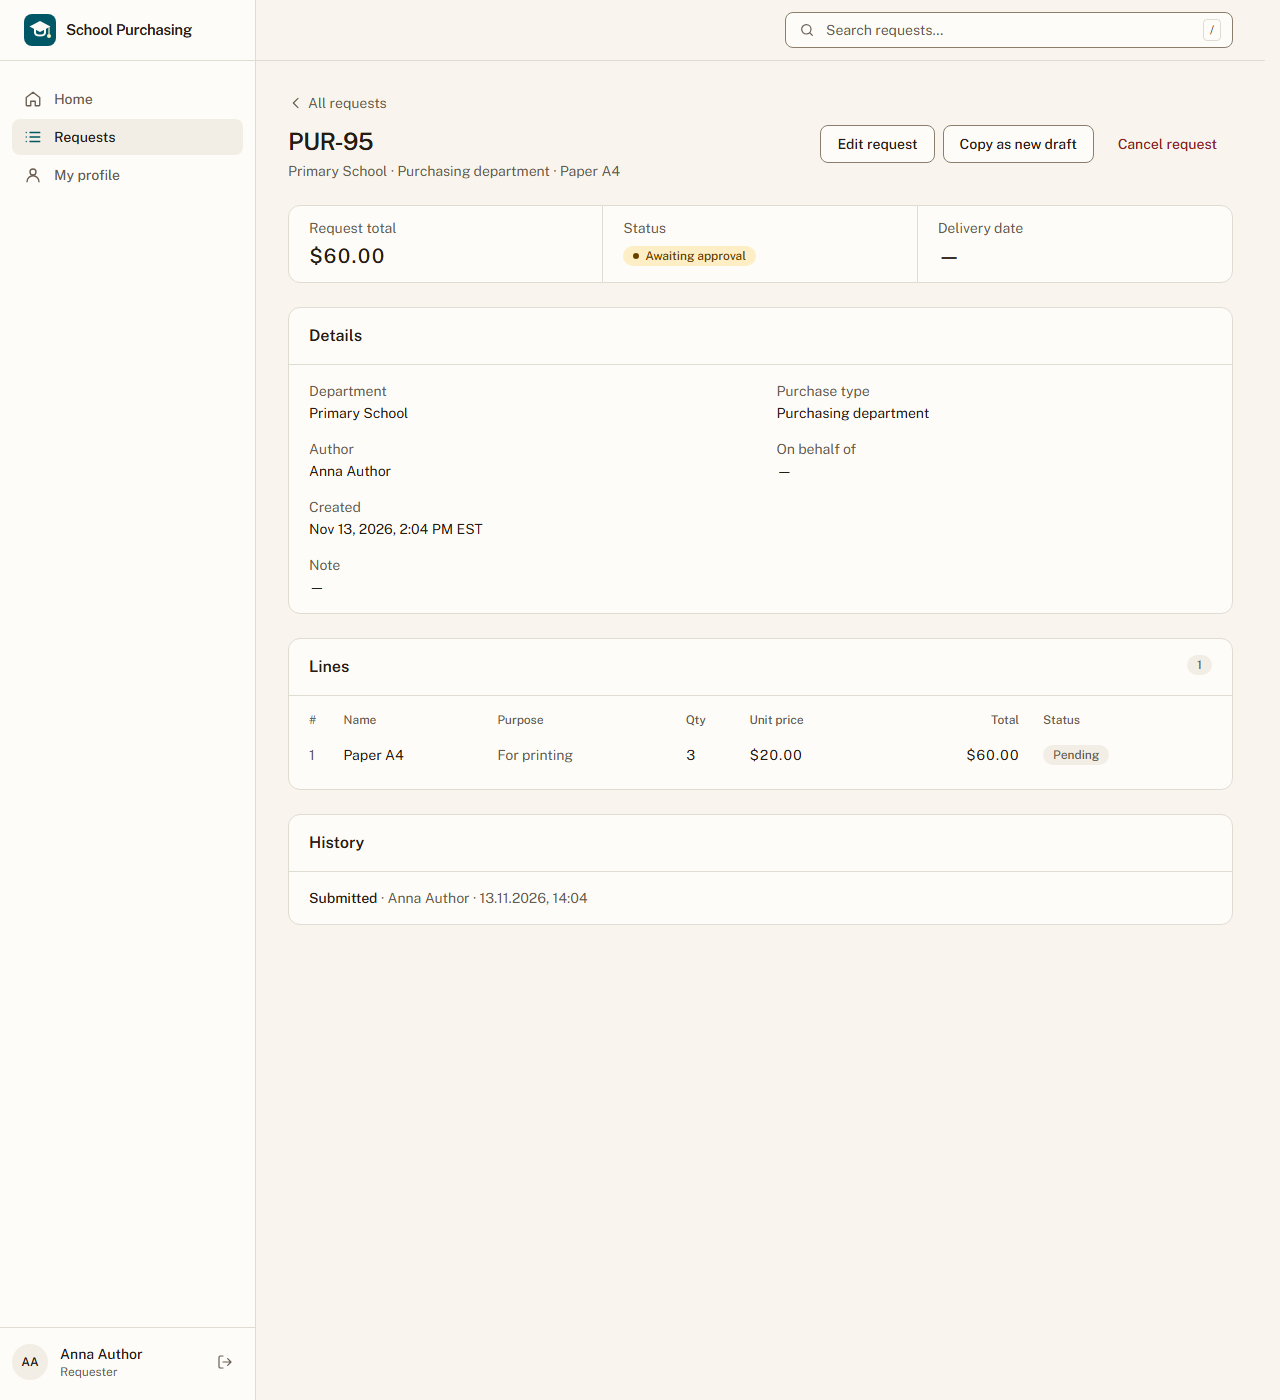 School Purchasing
Search requests...
/
Home
Requests
My profile
All requests
PUR-95
Primary School · Purchasing department · Paper A4
Edit request
Copy as new draft
Cancel request
Request total
$60.00
Status
Awaiting approval
Delivery date
—
Details
Department
Primary School
Purchase type
Purchasing department
Author
Anna Author
On behalf of
—
Created
Nov 13, 2026, 2:04 PM EST
Note
—
Lines
1
# Name Purpose Qty Unit price Total Status
1 Paper A4 For printing 3 $20.00 $60.00 Pending
History
Submitted · Anna Author · 13.11.2026, 14:04
AA
Anna Author
Requester